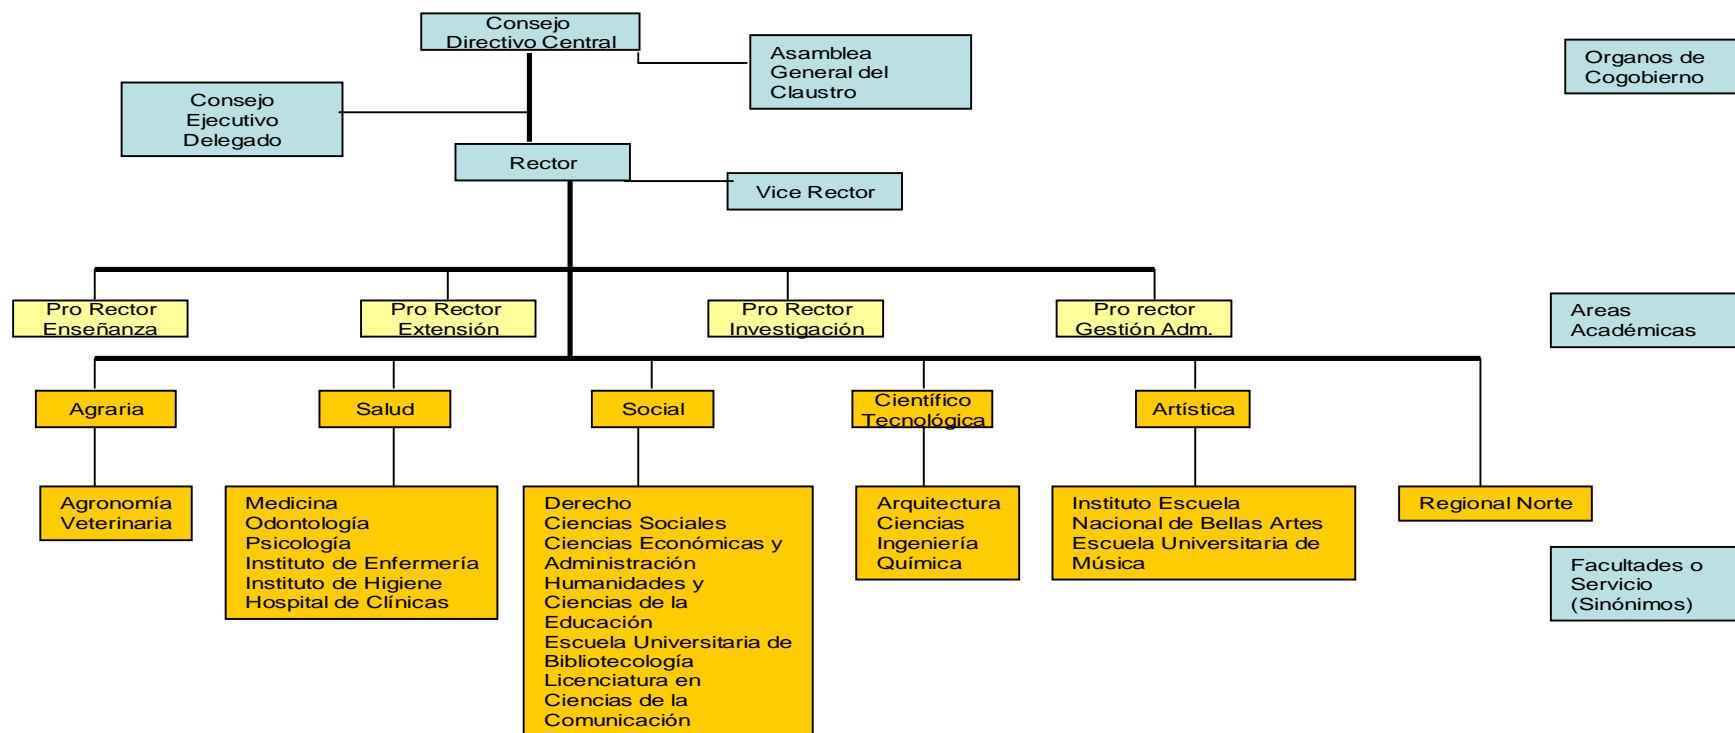 Consejo
Directivo Central
Asamblea
General del
Claustro
Organos de
Cogobierno
Consejo
Ejecutivo
Delegado
Rector
Vice Rector
Pro Rector
Enseñanza
Pro Rector
Extensión
Pro Rector
Investigación
Pro rector
Gestión Adm.
Areas
Académicas
Agraria
Salud
Social
Científico
Tecnológica
Artística
Agronomía
Veterinaria
Medicina
Odontología
Psicología
Instituto de Enfermería
Instituto de Higiene
Hospital de Clínicas
Derecho
Ciencias Sociales
Ciencias Económicas y
Administración
Humanidades y
Ciencias de la
Educación
Escuela Universitaria de
Bibliotecología
Licenciatura en
Ciencias de la
Comunicación
Arquitectura
Ciencias
Ingeniería
Química
Instituto Escuela
Nacional de Bellas Artes
Escuela Universitaria de
Música
Regional Norte
Facultades o
Servicio
(Sinónimos)